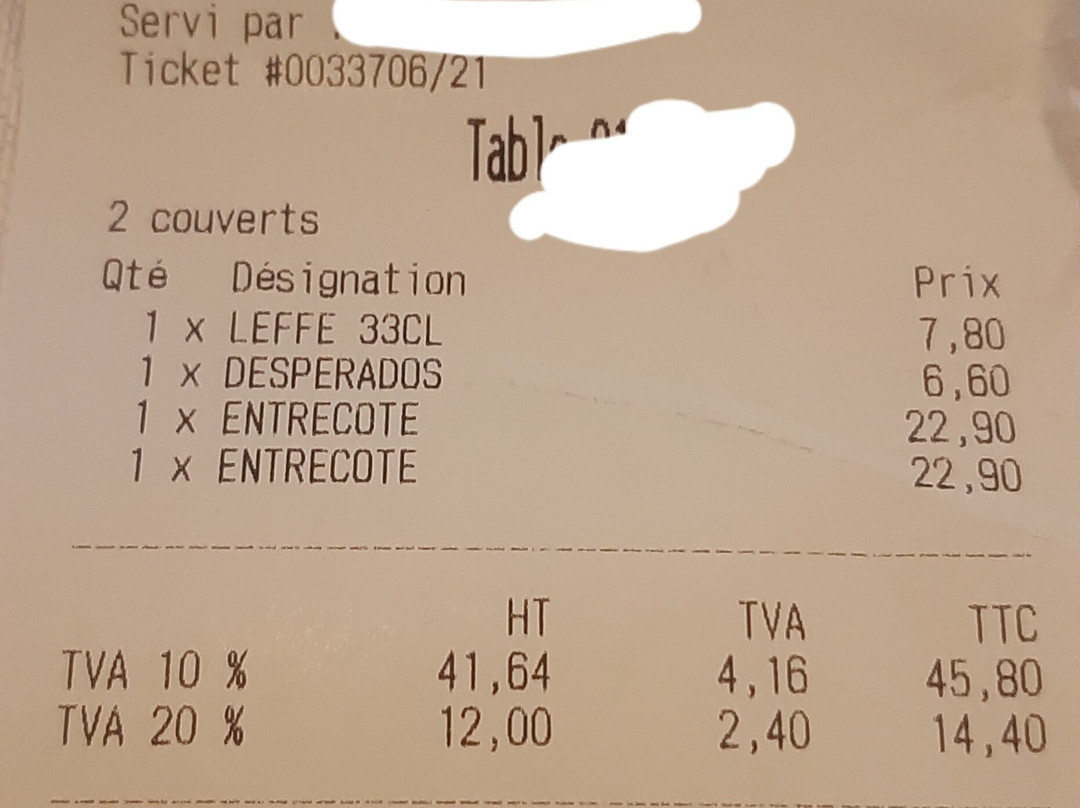 Servi par
Ticket #0033706/21
Table
2 couverts
Qté Désignation Prix
1 x LEFFE 33CL 7,80
1 x DESPERADOS 6,60
1 x ENTRECOTE 22,90
1 x ENTRECOTE 22,90
HT TVA TTC
TVA 10 % 41,64 4,16 45,80
TVA 20 % 12,00 2,40 14,40